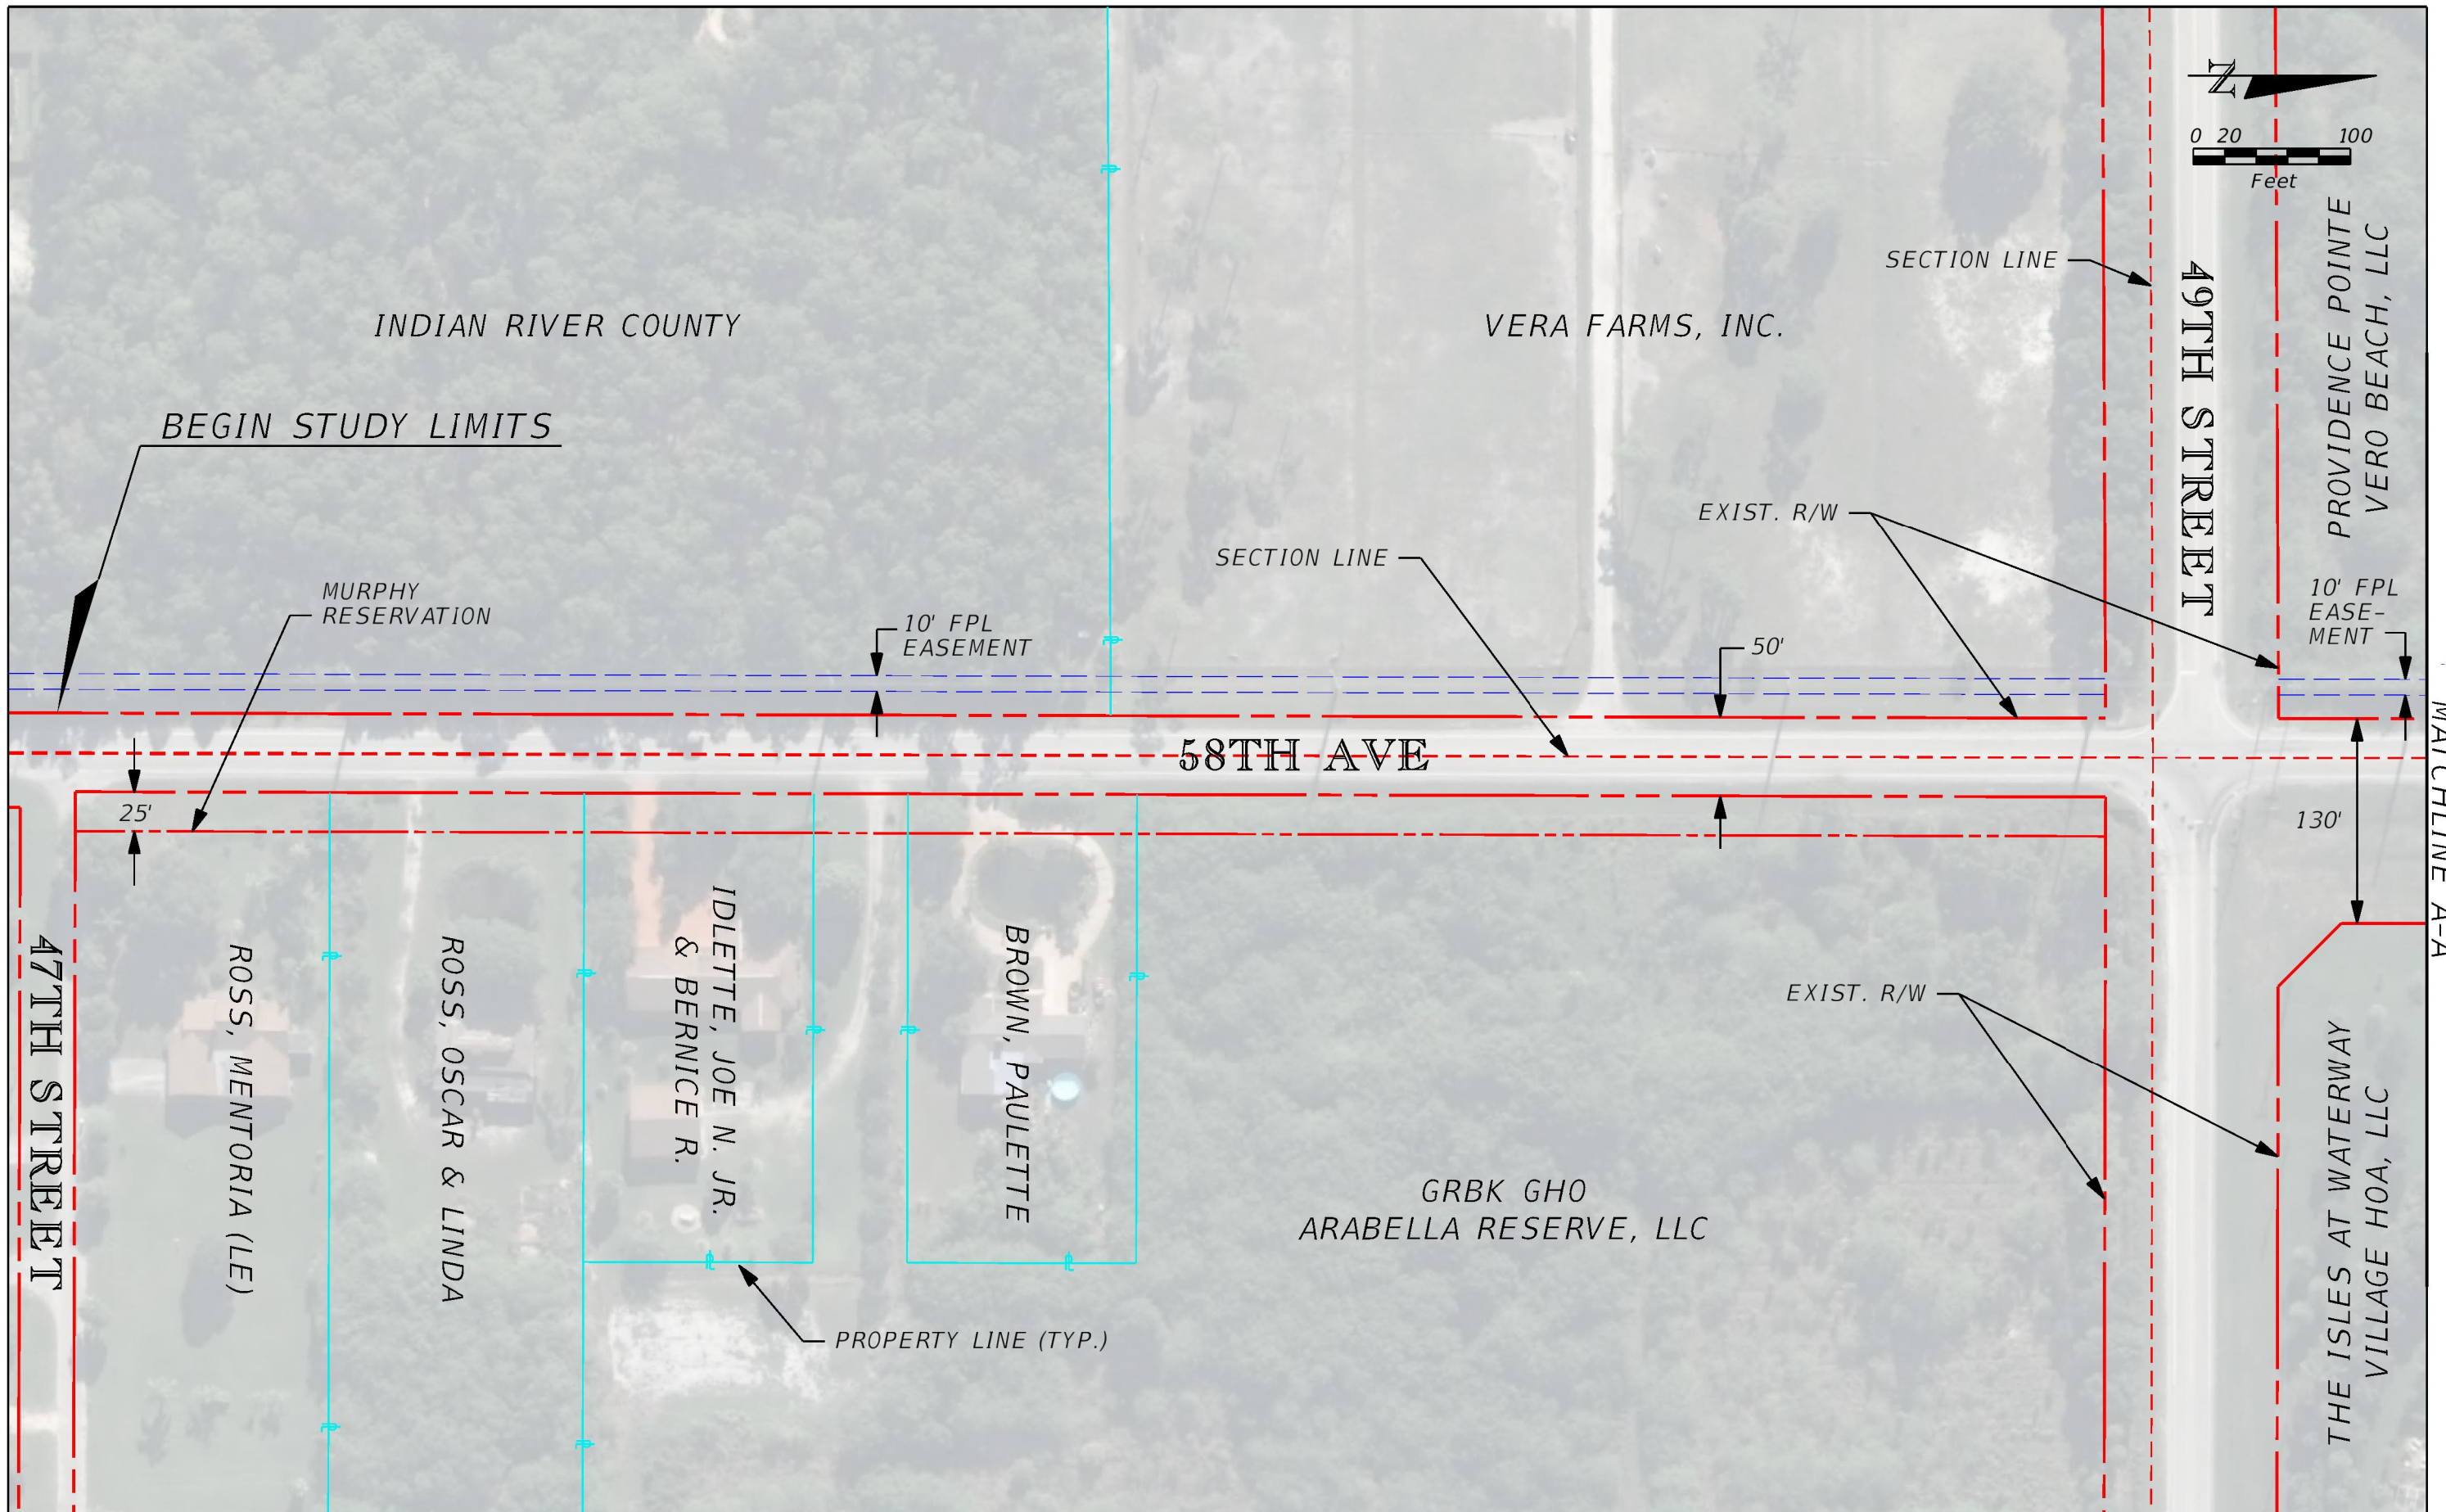 N
0 20 100
Feet
SECTION LINE
49TH STREET
PROVIDENCE POINTE
VERO BEACH, LLC
INDIAN RIVER COUNTY
VERA FARMS, INC.
BEGIN STUDY LIMITS
EXIST. R/W
SECTION LINE
MURPHY
RESERVATION
10' FPL
EASEMENT
50'
10' FPL
EASE-
MENT
58TH AVE
MATCHLINE A-A
25'
130'
47TH STREET
ROSS, MENTORIA (LE)
ROSS, OSCAR & LINDA
IDLETTE, JOE N. JR.
& BERNICE R.
BROWN, PAULETTE
EXIST. R/W
GRBK GHO
ARABELLA RESERVE, LLC
THE ISLES AT WATERWAY
VILLAGE HOA, LLC
PROPERTY LINE (TYP.)